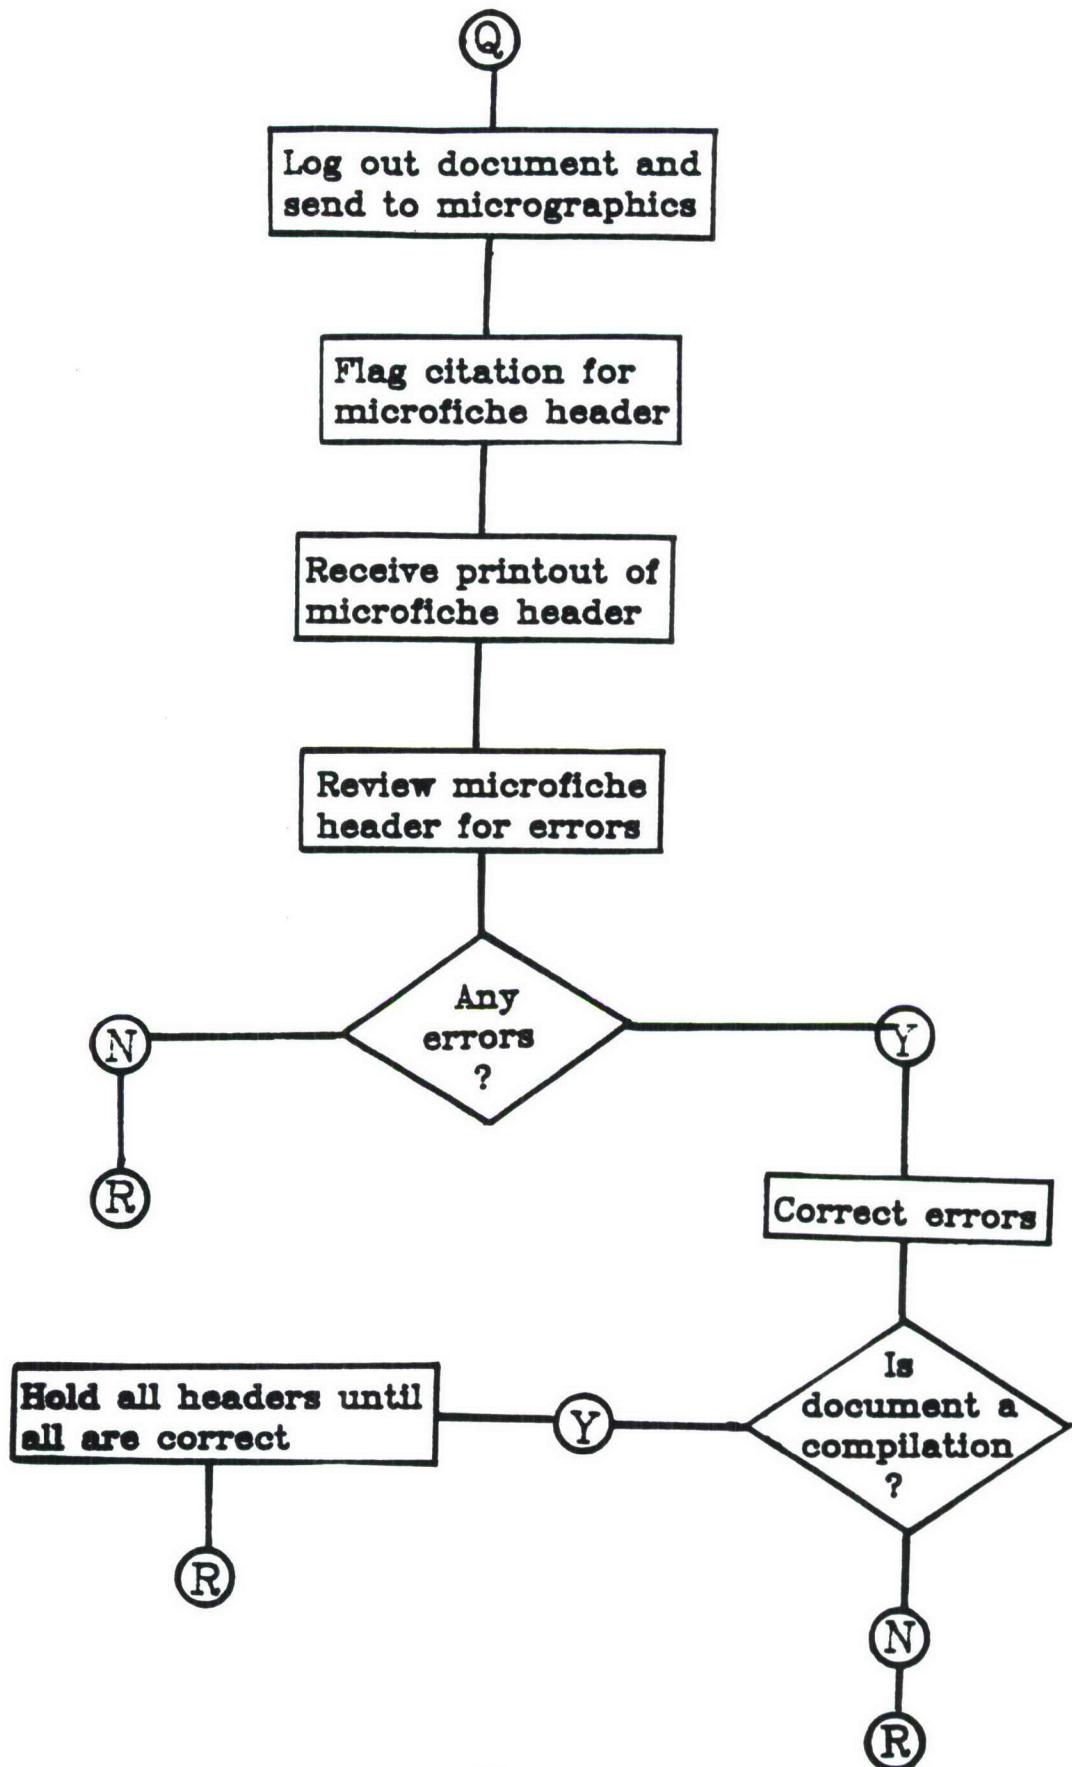 Q
Log out document and
send to micrographics
Flag citation for
microfiche header
Receive printout of
microfiche header
Review microfiche
header for errors
Any
errors
?
N
Y
R
Correct errors
Is
document a
compilation
?
Y
Hold all headers until
all are correct
R
N
R